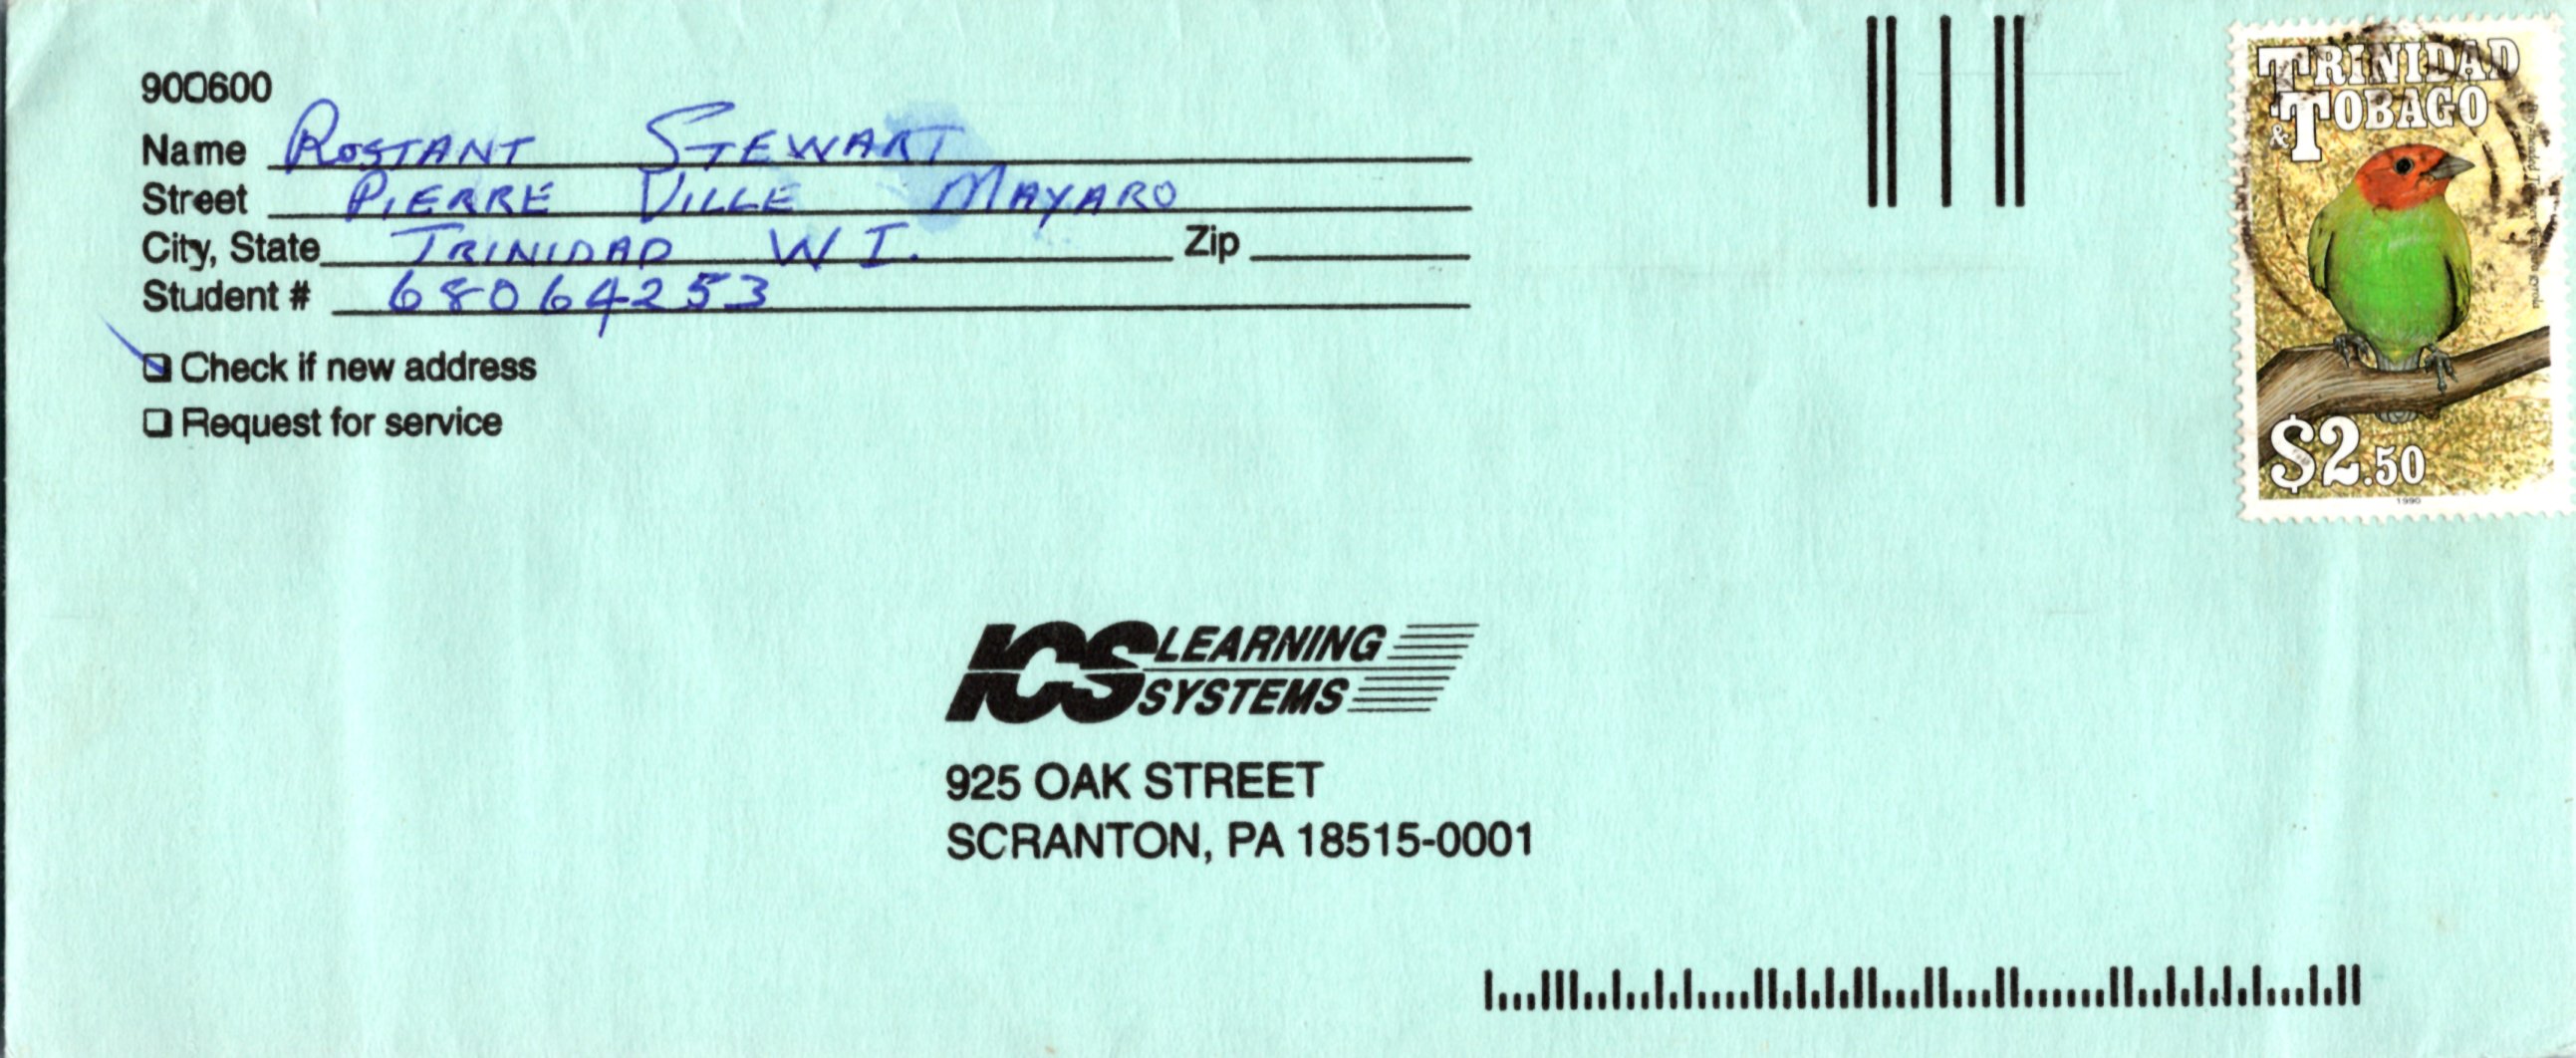 900600
Name ROSTANT STEWART
Street PIERRE VILLE MAYARO
City, State TRINIDAD W I. Zip
Student # 68064253
Check if new address
Request for service
TRINIDAD
& TOBAGO
$2.50
1990
ICS LEARNING
SYSTEMS
925 OAK STREET
SCRANTON, PA 18515-0001